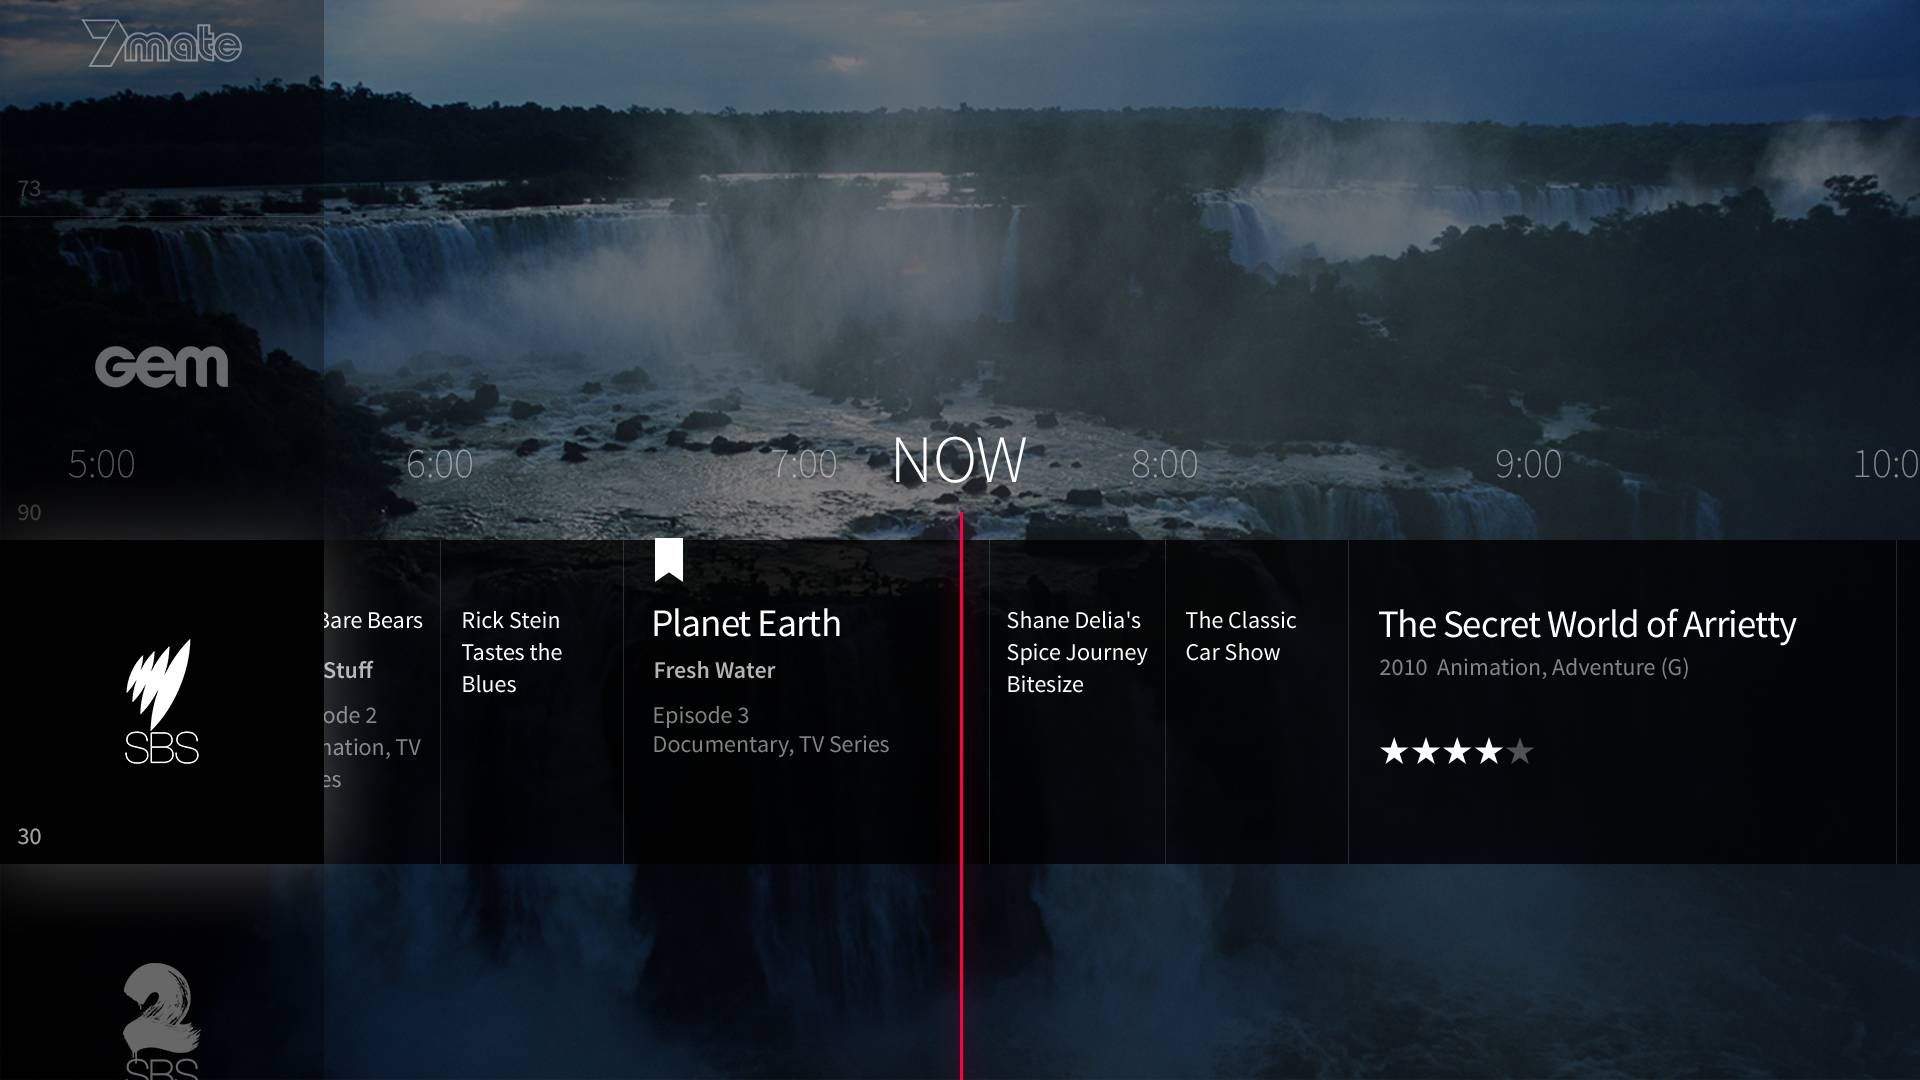 7mate
73
Gem
5:00 6:00 7:00 NOW 8:00 9:00 10:0
90
Bare Bears
Stuff
ode 2
nation, TV
es
Rick Stein
Tastes the
Blues
Planet Earth
Fresh Water
Episode 3
Documentary, TV Series
Shane Delia's
Spice Journey
Bitesize
The Classic
Car Show
The Secret World of Arrietty
2010 Animation, Adventure (G)
SBS
30
2
SBS